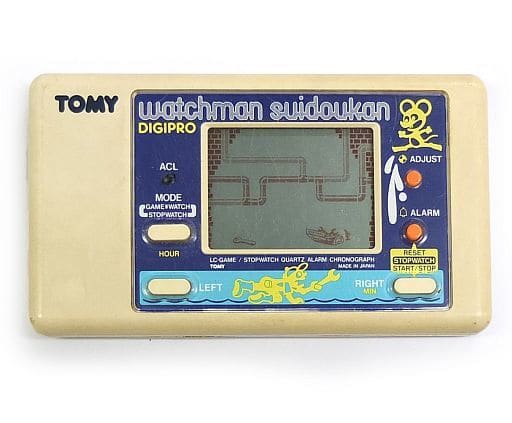 TOMY
watchman suidoukan
DIGIPRO
ACL
ADJUST
MODE
GAME WATCH
STOPWATCH
ALARM
HOUR
LC-GAME / STOPWATCH QUARTZ ALARM CHRONOGRAPH
TOMY
MADE IN JAPAN
RESET
STOPWATCH
START/STOP
LEFT
RIGHT
MIN